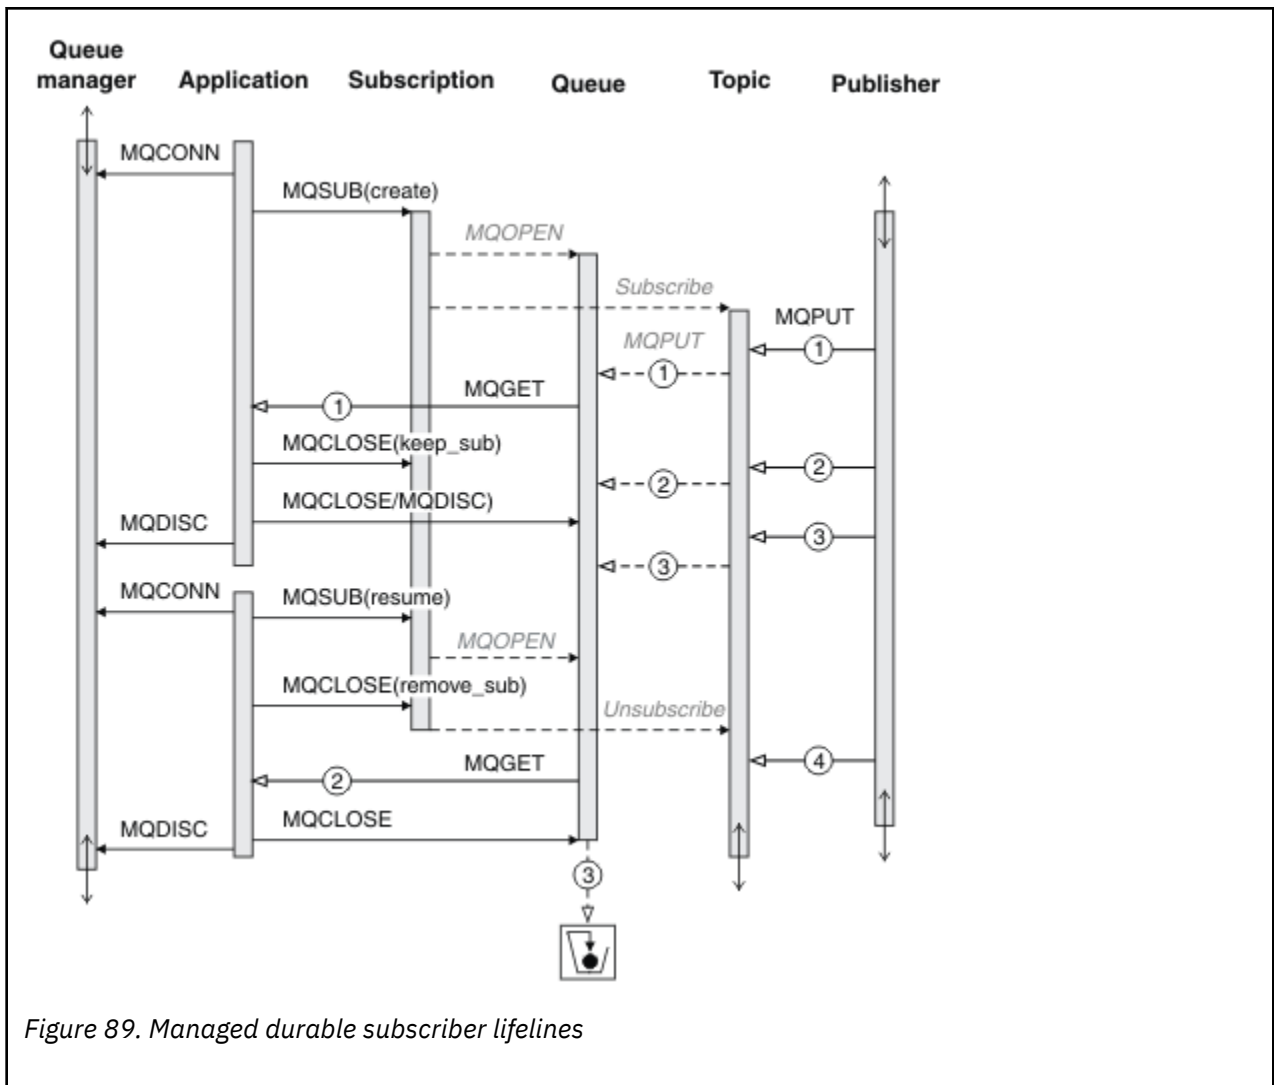 Queue
manager
Application
Subscription
Queue
Topic
Publisher
MQCONN
MQSUB(create)
MQOPEN
Subscribe
MQPUT
1
MQPUT
1
MQGET
1
MQCLOSE(keep_sub)
2
2
MQCLOSE/MQDISC)
MQDISC
3
3
MQCONN
MQSUB(resume)
MQOPEN
MQCLOSE(remove_sub)
Unsubscribe
MQGET
4
2
MQCLOSE
MQDISC
3
Figure 89. Managed durable subscriber lifelines